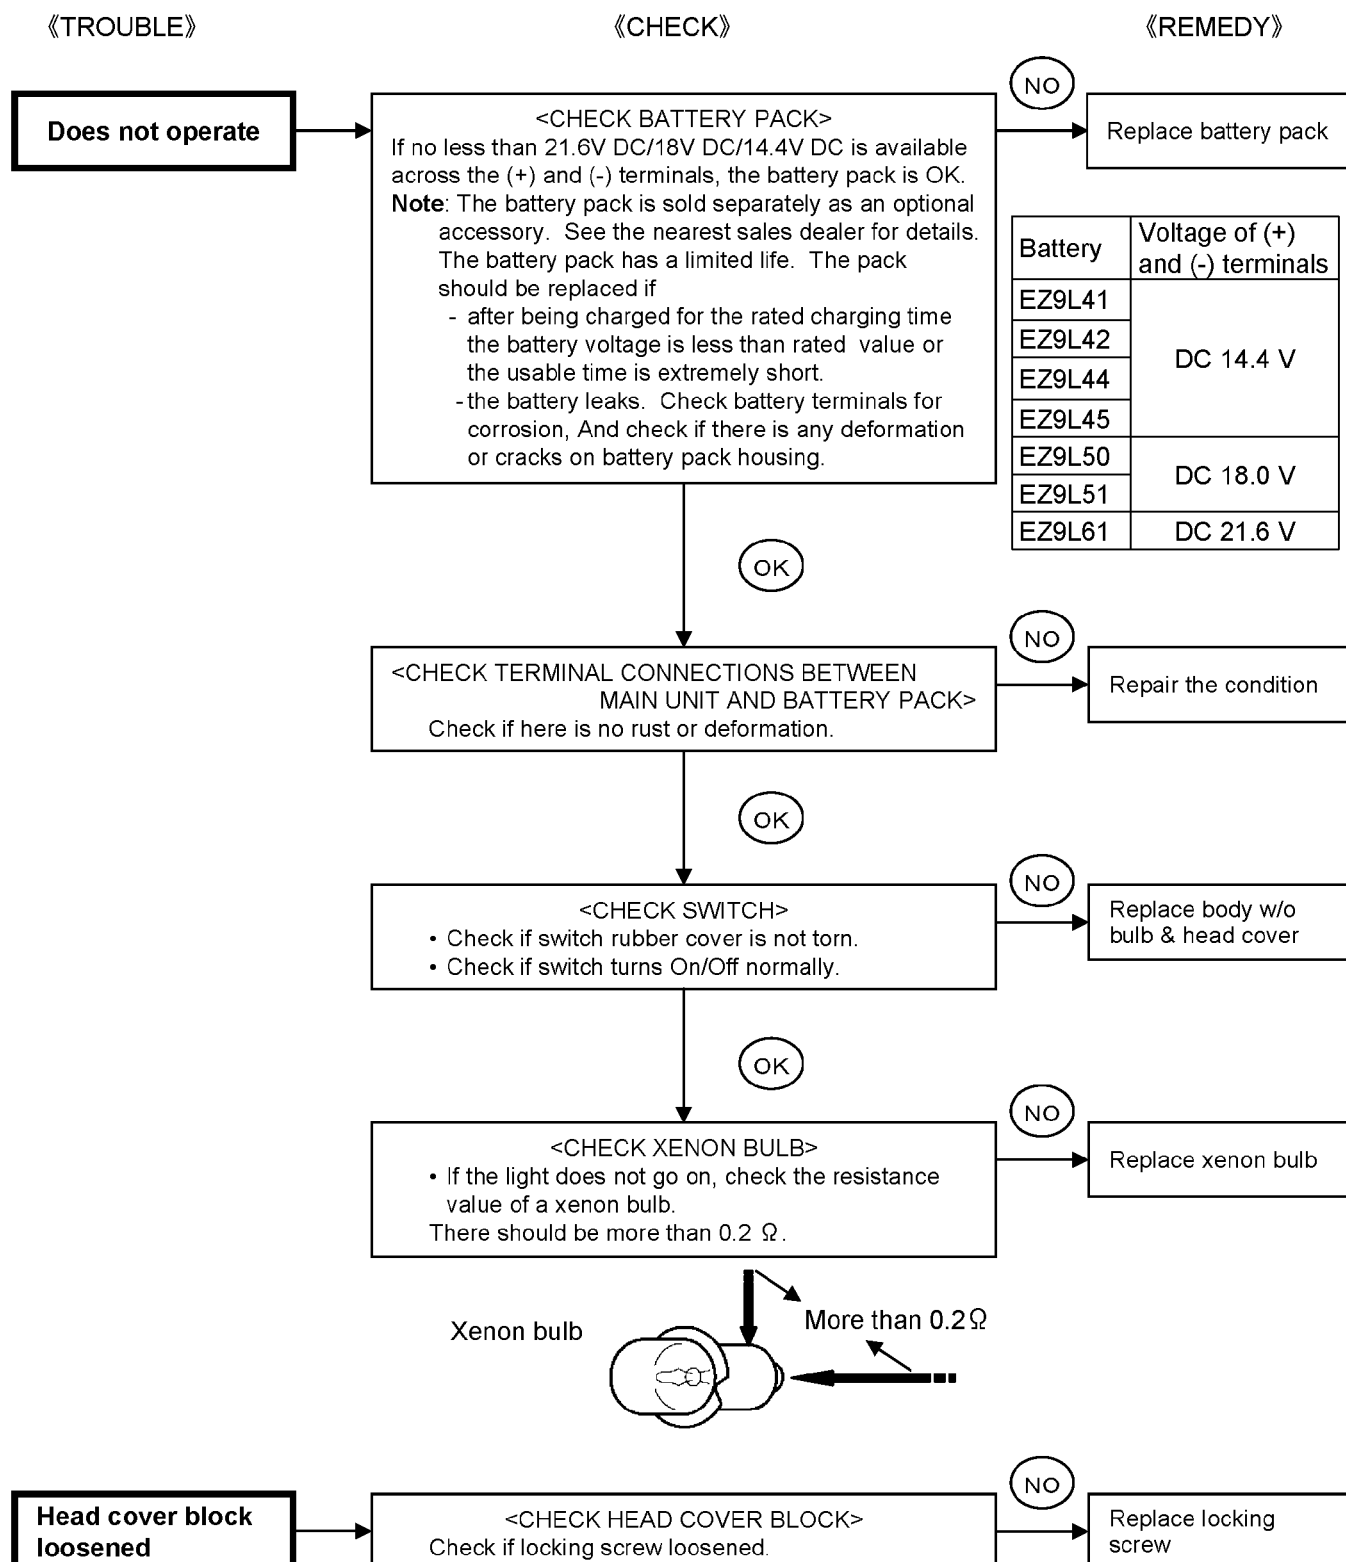 《TROUBLE》
《CHECK》
《REMEDY》
Does not operate
<CHECK BATTERY PACK>
If no less than 21.6V DC/18V DC/14.4V DC is available
across the (+) and (-) terminals, the battery pack is OK.
Note: The battery pack is sold separately as an optional
accessory. See the nearest sales dealer for details.
The battery pack has a limited life. The pack
should be replaced if
- after being charged for the rated charging time
the battery voltage is less than rated value or
the usable time is extremely short.
- the battery leaks. Check battery terminals for
corrosion, And check if there is any deformation
or cracks on battery pack housing.
NO
Replace battery pack
Battery
Voltage of (+)
and (-) terminals
EZ9L41
EZ9L42
EZ9L44
EZ9L45
DC 14.4 V
EZ9L50
EZ9L51
DC 18.0 V
EZ9L61
DC 21.6 V
OK
<CHECK TERMINAL CONNECTIONS BETWEEN
MAIN UNIT AND BATTERY PACK>
Check if here is no rust or deformation.
NO
Repair the condition
OK
<CHECK SWITCH>
• Check if switch rubber cover is not torn.
• Check if switch turns On/Off normally.
NO
Replace body w/o
bulb & head cover
OK
<CHECK XENON BULB>
• If the light does not go on, check the resistance
value of a xenon bulb.
There should be more than 0.2 Ω.
NO
Replace xenon bulb
Xenon bulb
More than 0.2Ω
Head cover block
loosened
<CHECK HEAD COVER BLOCK>
Check if locking screw loosened.
NO
Replace locking
screw